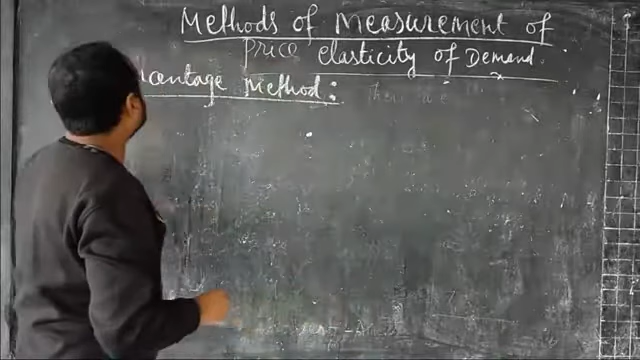 Methods of Measurement of
Price elasticity of Demand.
centage Method: